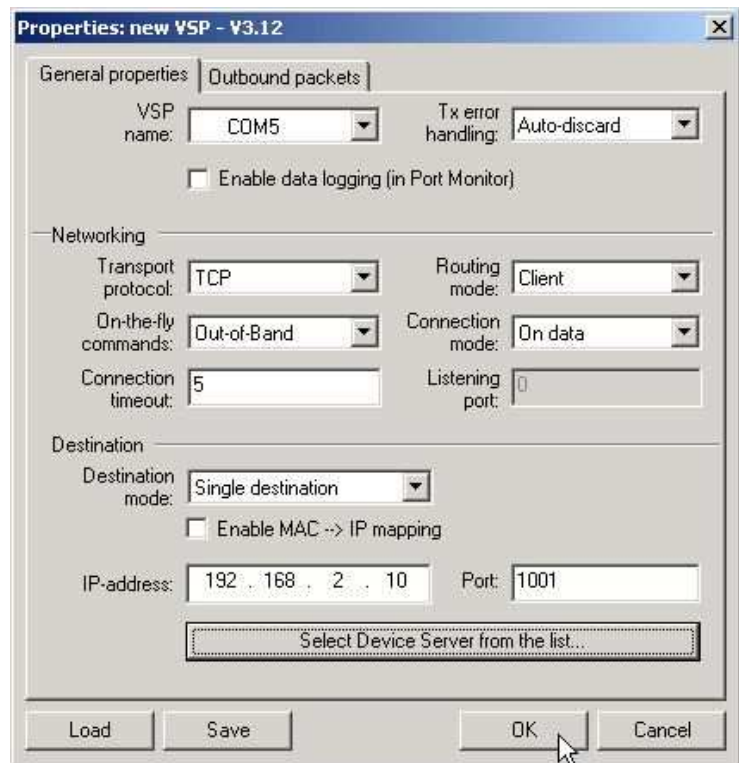 Properties: new VSP - V3.12
General properties
Outbound packets
VSP name: COM5
Tx error handling: Auto-discard
Enable data logging (in Port Monitor)
Networking
Transport protocol: TCP
Routing mode: Client
On-the-fly commands: Out-of-Band
Connection mode: On data
Connection timeout: 5
Listening port: 0
Destination
Destination mode: Single destination
Enable MAC --> IP mapping
IP-address: 192 . 168 . 2 . 10
Port: 1001
Select Device Server from the list...
Load
Save
OK
Cancel